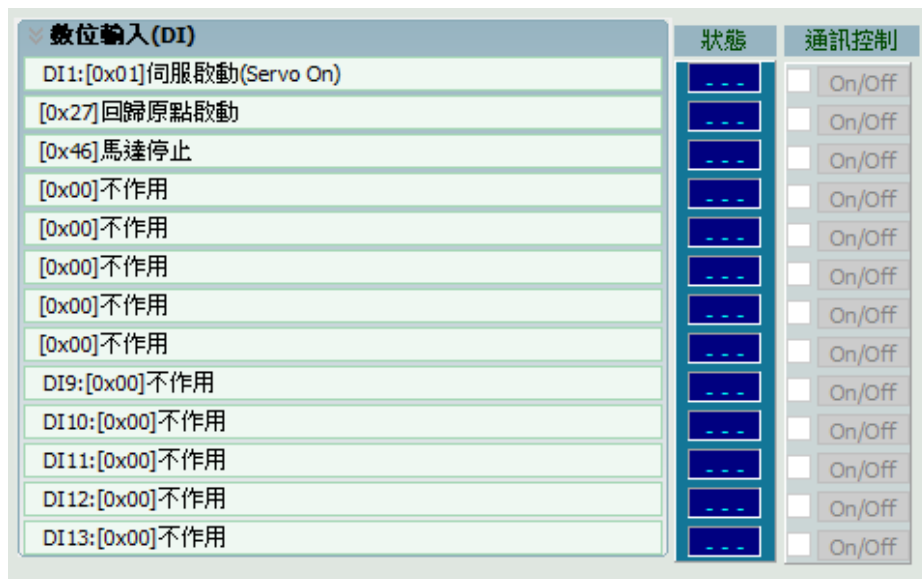 數位輸入(DI) 狀態 通訊控制
DI1:[0x01]伺服啟動(Servo On) - - - On/Off
[0x27]回歸原點啟動 - - - On/Off
[0x46]馬達停止 - - - On/Off
[0x00]不作用 - - - On/Off
[0x00]不作用 - - - On/Off
[0x00]不作用 - - - On/Off
[0x00]不作用 - - - On/Off
[0x00]不作用 - - - On/Off
DI9:[0x00]不作用 - - - On/Off
DI10:[0x00]不作用 - - - On/Off
DI11:[0x00]不作用 - - - On/Off
DI12:[0x00]不作用 - - - On/Off
DI13:[0x00]不作用 - - - On/Off